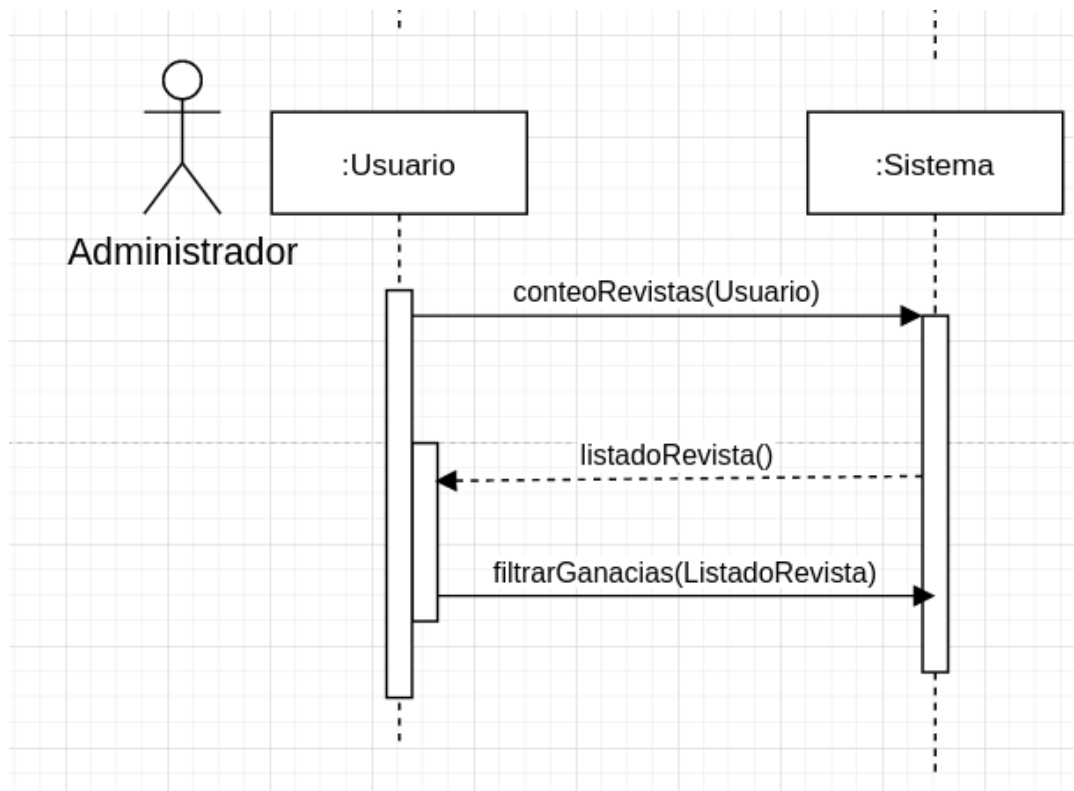 :Usuario
:Sistema
Administrador
conteoRevistas(Usuario)
listadoRevista()
filtrarGanacias(ListadoRevista)